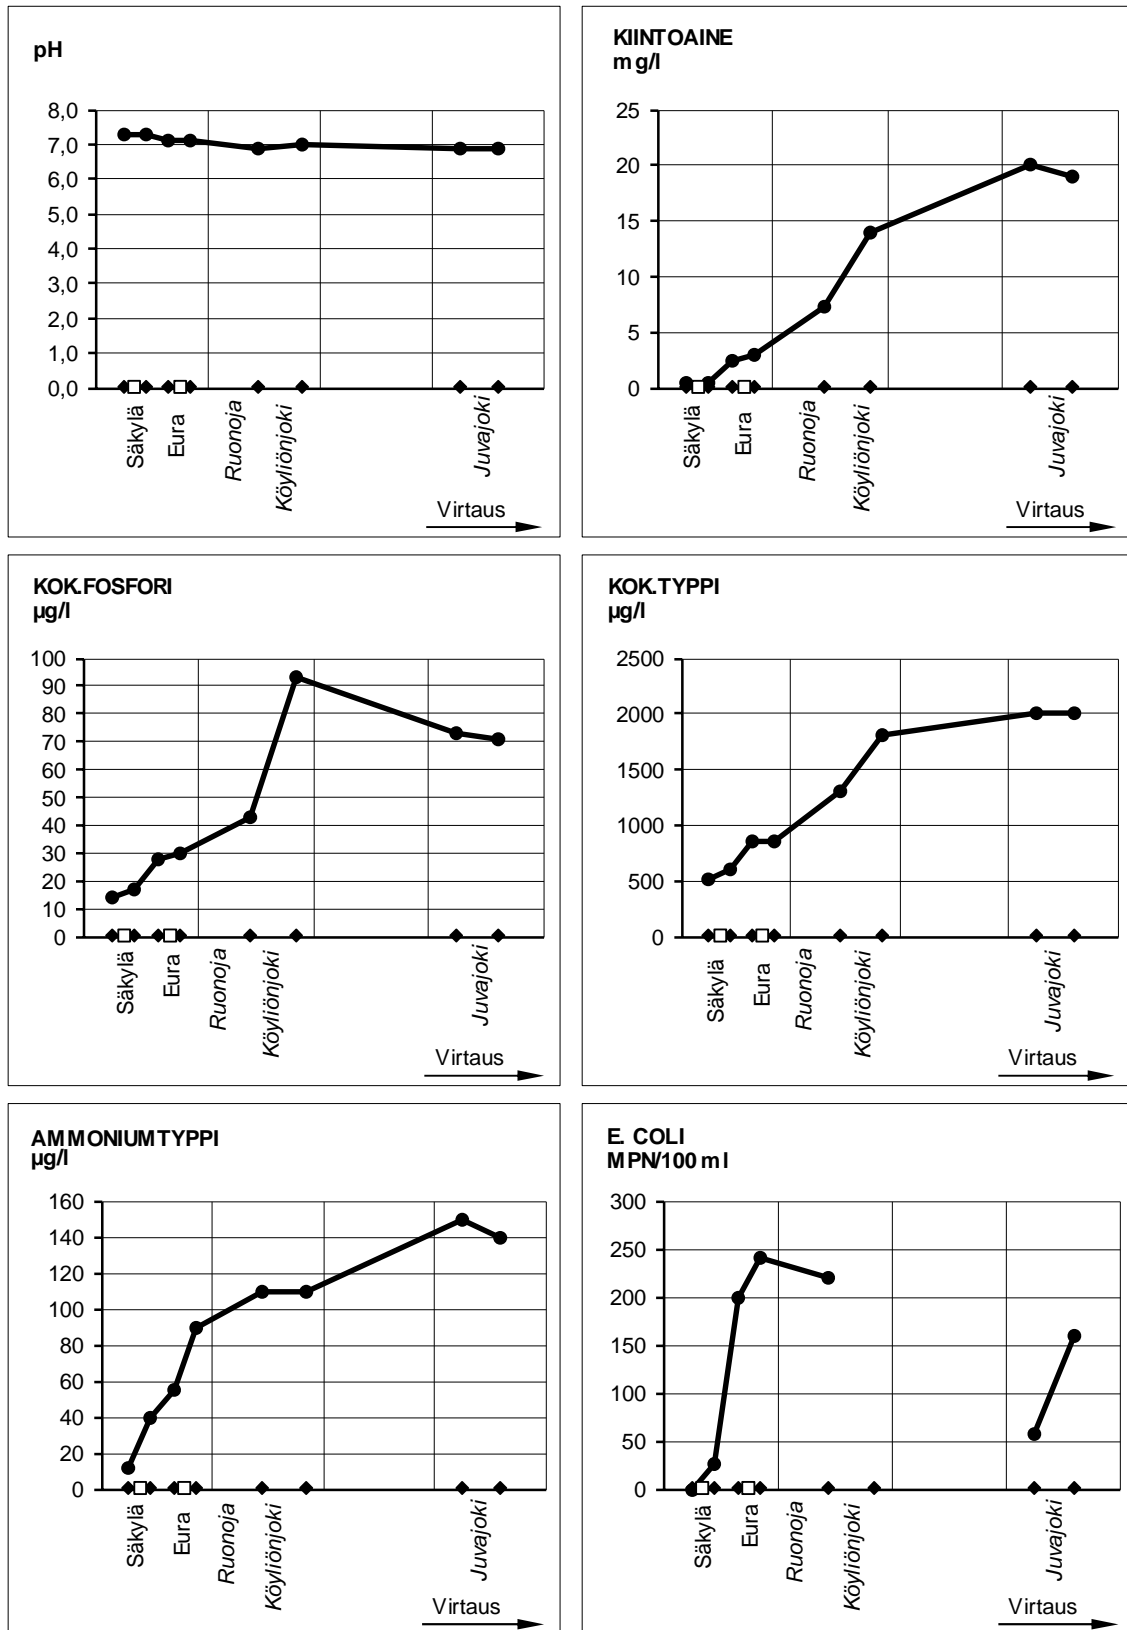 pH
8,0
7,0
6,0
5,0
4,0
3,0
2,0
1,0
0,0
Säkylä
Eura
Ruonoja
Köyliönjoki
Juvajoki
Virtaus
KIINTOAINE
mg/l
25
20
15
10
5
0
Säkylä
Eura
Ruonoja
Köyliönjoki
Juvajoki
Virtaus
KOK.FOSFORI
µg/l
100
90
80
70
60
50
40
30
20
10
0
Säkylä
Eura
Ruonoja
Köyliönjoki
Juvajoki
Virtaus
KOK.TYPPI
µg/l
2500
2000
1500
1000
500
0
Säkylä
Eura
Ruonoja
Köyliönjoki
Juvajoki
Virtaus
AMMONIUMTYPPI
µg/l
160
140
120
100
80
60
40
20
0
Säkylä
Eura
Ruonoja
Köyliönjoki
Juvajoki
Virtaus
E. COLI
MPN/100 ml
300
250
200
150
100
50
0
Säkylä
Eura
Ruonoja
Köyliönjoki
Juvajoki
Virtaus